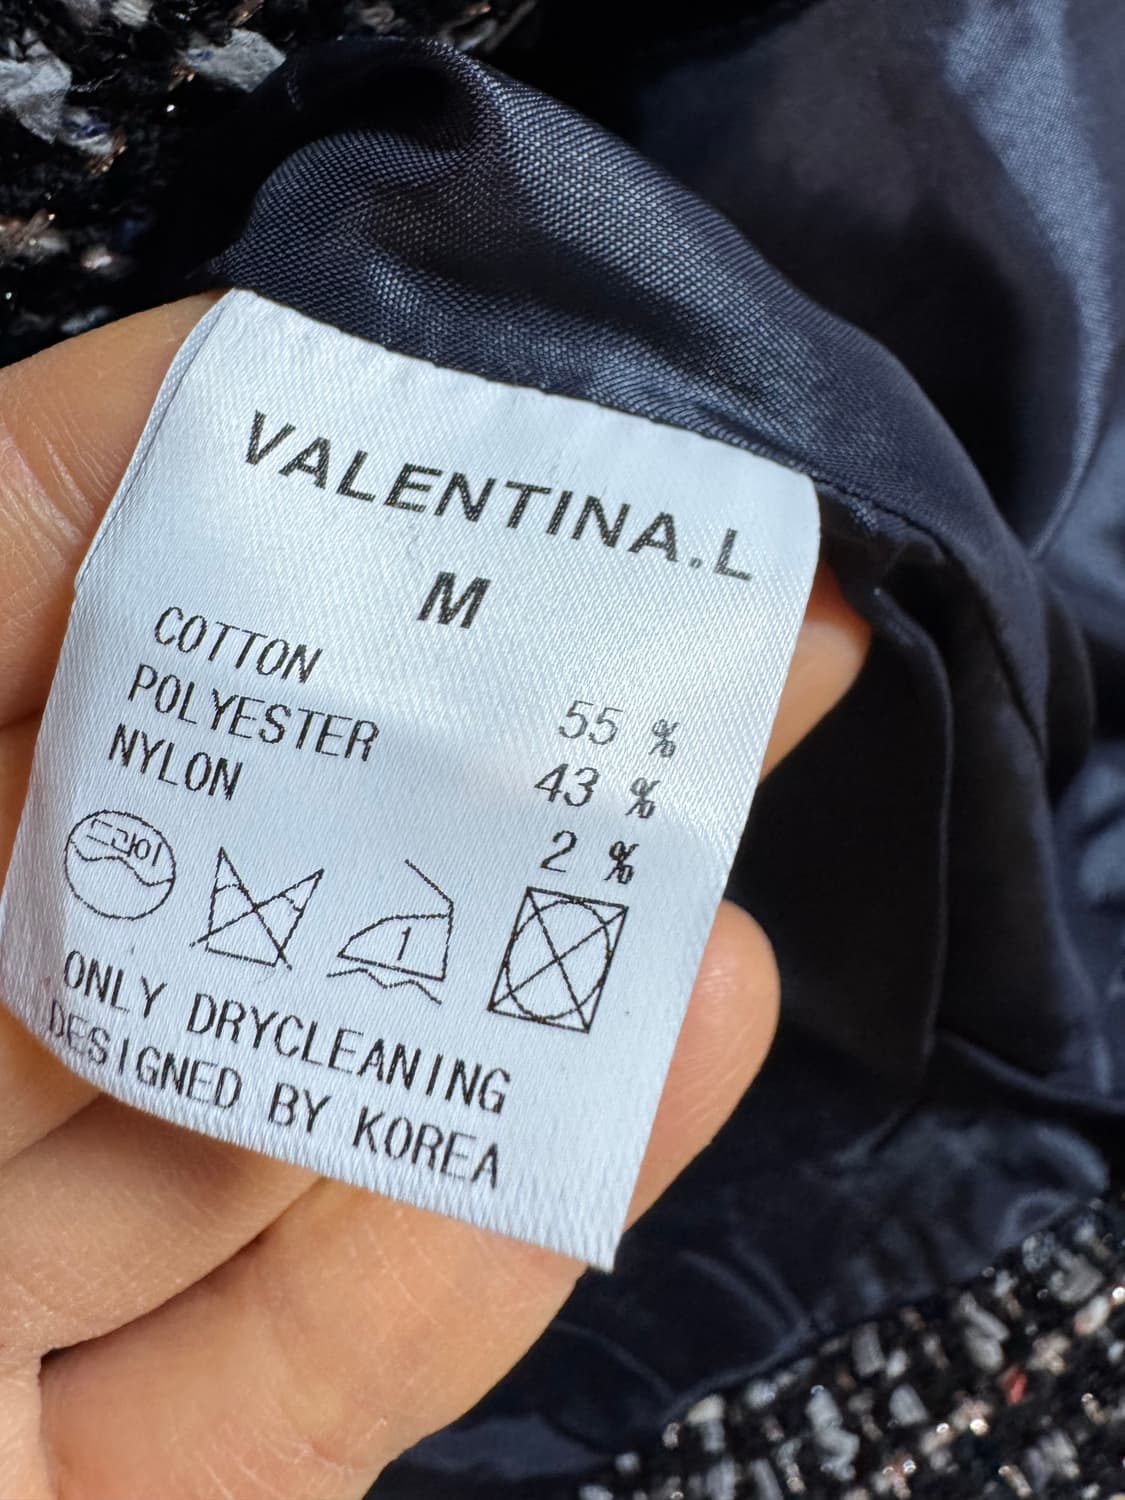 VALENTINA.L
M
COTTON 55 %
POLYESTER 43 %
NYLON 2 %
드라이
1
ONLY DRYCLEANING
DESIGNED BY KOREA